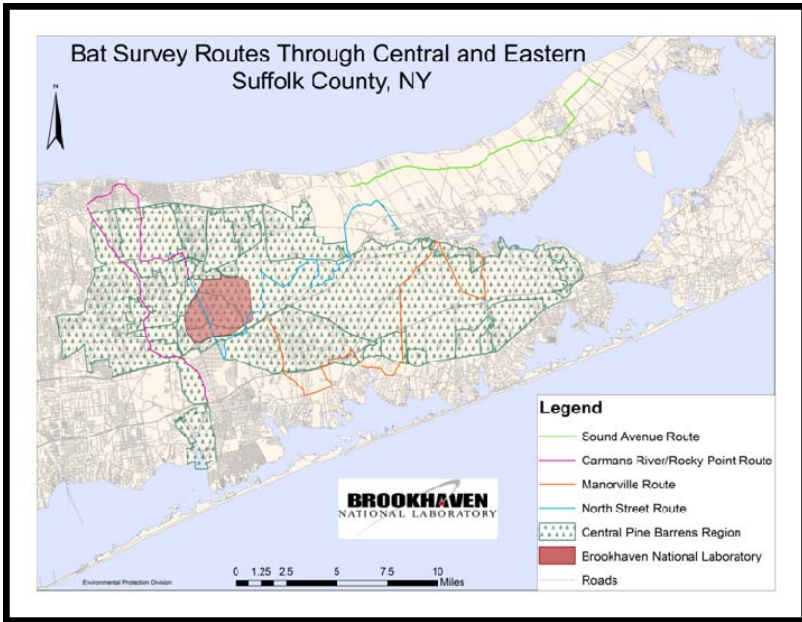 Bat Survey Routes Through Central and Eastern
Suffolk County, NY
N
Legend
Sound Avenue Route
Carmans River/Rocky Point Route
Manorville Route
North Street Route
Central Pine Barrens Region
Brookhaven National Laboratory
Roads
BROOKHAVEN
NATIONAL LABORATORY
0 1.25 2.5 5 7.5 10
Miles
Environmental Protection Division